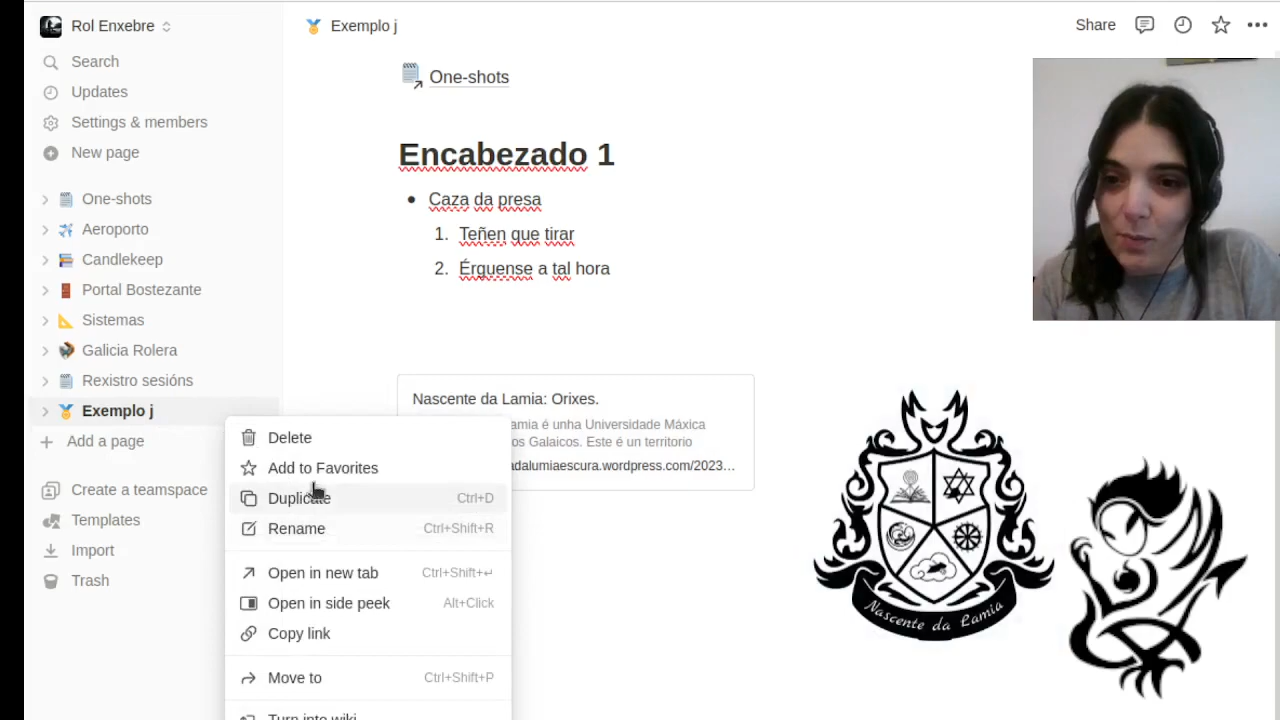 Rol Enxebre
Search
Updates
Settings & members
New page
One-shots
Aeroporto
Candlekeep
Portal Bostezante
Sistemas
Galicia Rolera
Rexistro sesións
Exemplo j
Add a page
Create a teamspace
Templates
Import
Trash
Exemplo j
Share
One-shots
Encabezado 1
Caza da presa
1. Teñen que tirar
2. Érguense a tal hora
Nascente da Lamia: Orixes.
amia é unha Universidade Máxica
os Galaicos. Este é un territorio
adalumiaescura.wordpress.com/2023...
Delete
Add to Favorites
Duplicate Ctrl+D
Rename Ctrl+Shift+R
Open in new tab Ctrl+Shift+↵
Open in side peek Alt+Click
Copy link
Move to Ctrl+Shift+P
Turn into wiki
Nascente da Lamia